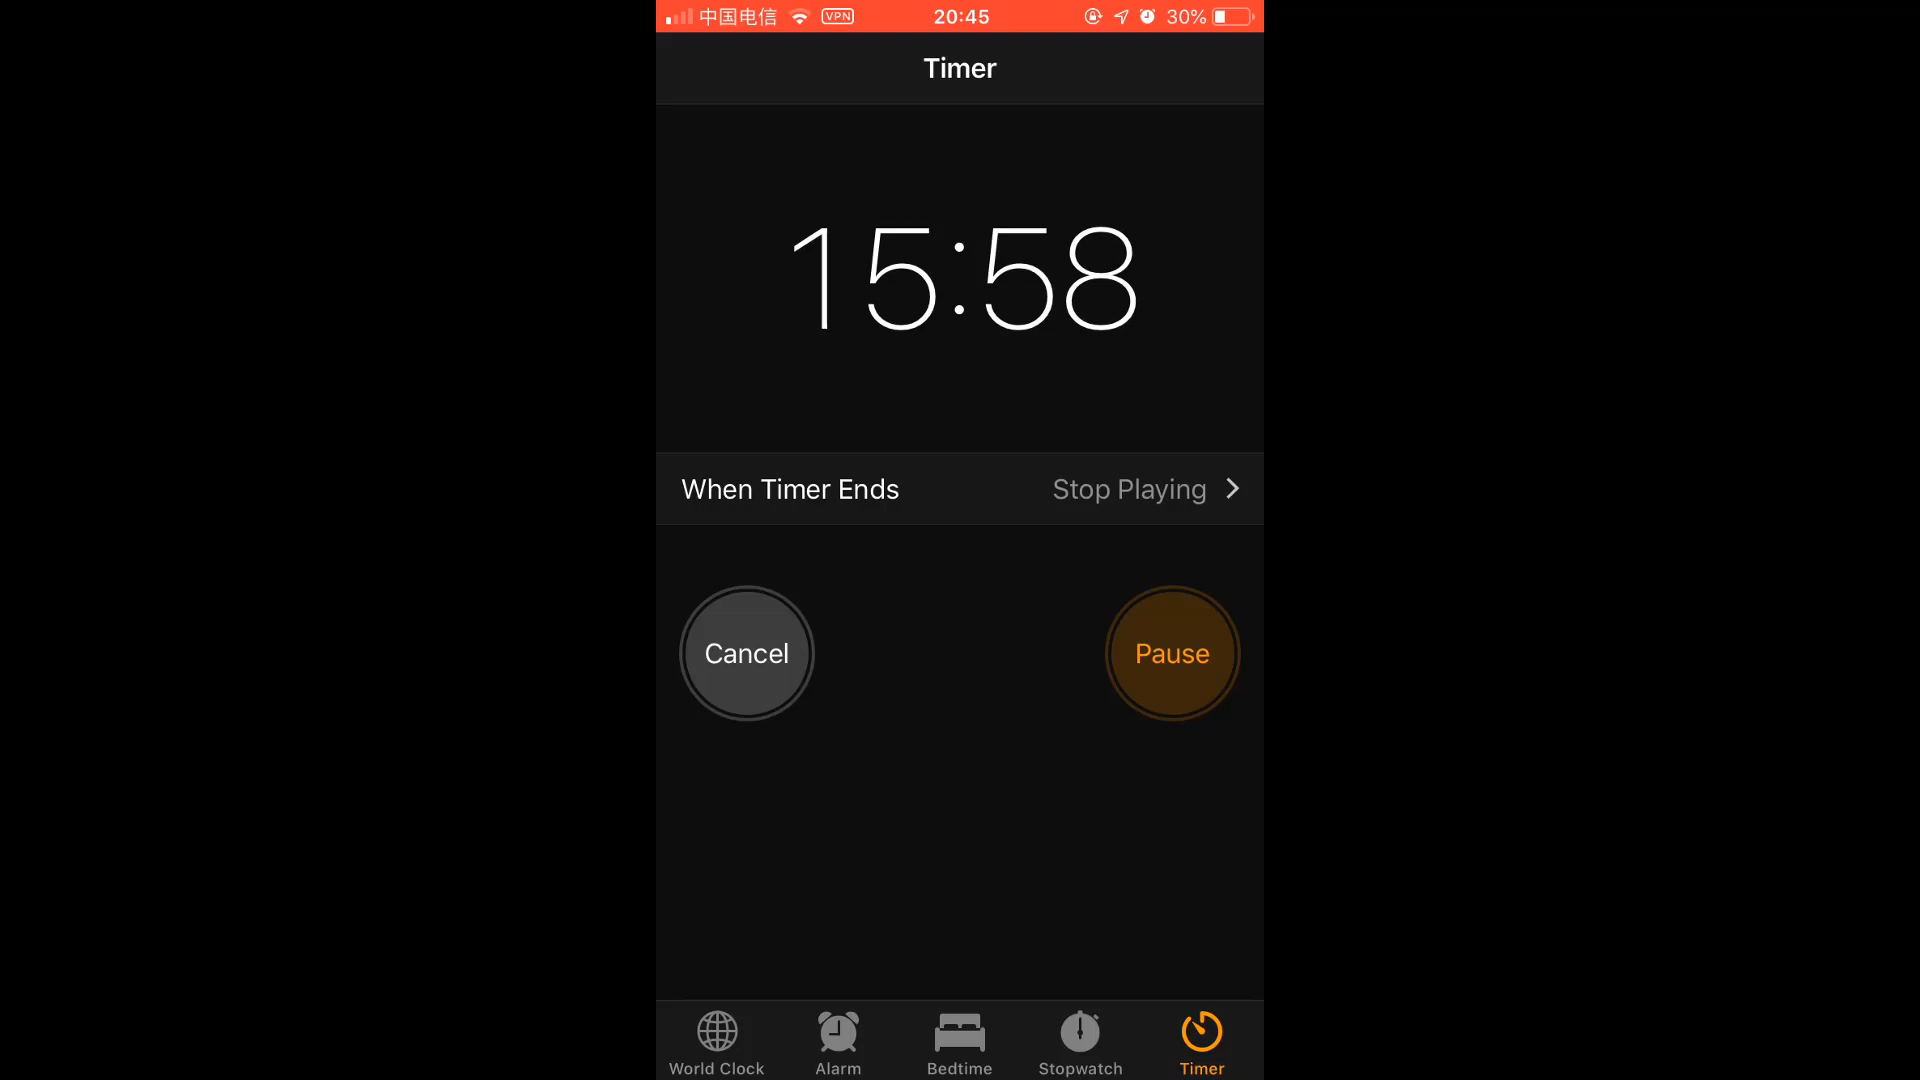 中国电信 VPN 20:45 30%
Timer
15:58
When Timer Ends Stop Playing
Cancel Pause
World Clock Alarm Bedtime Stopwatch Timer